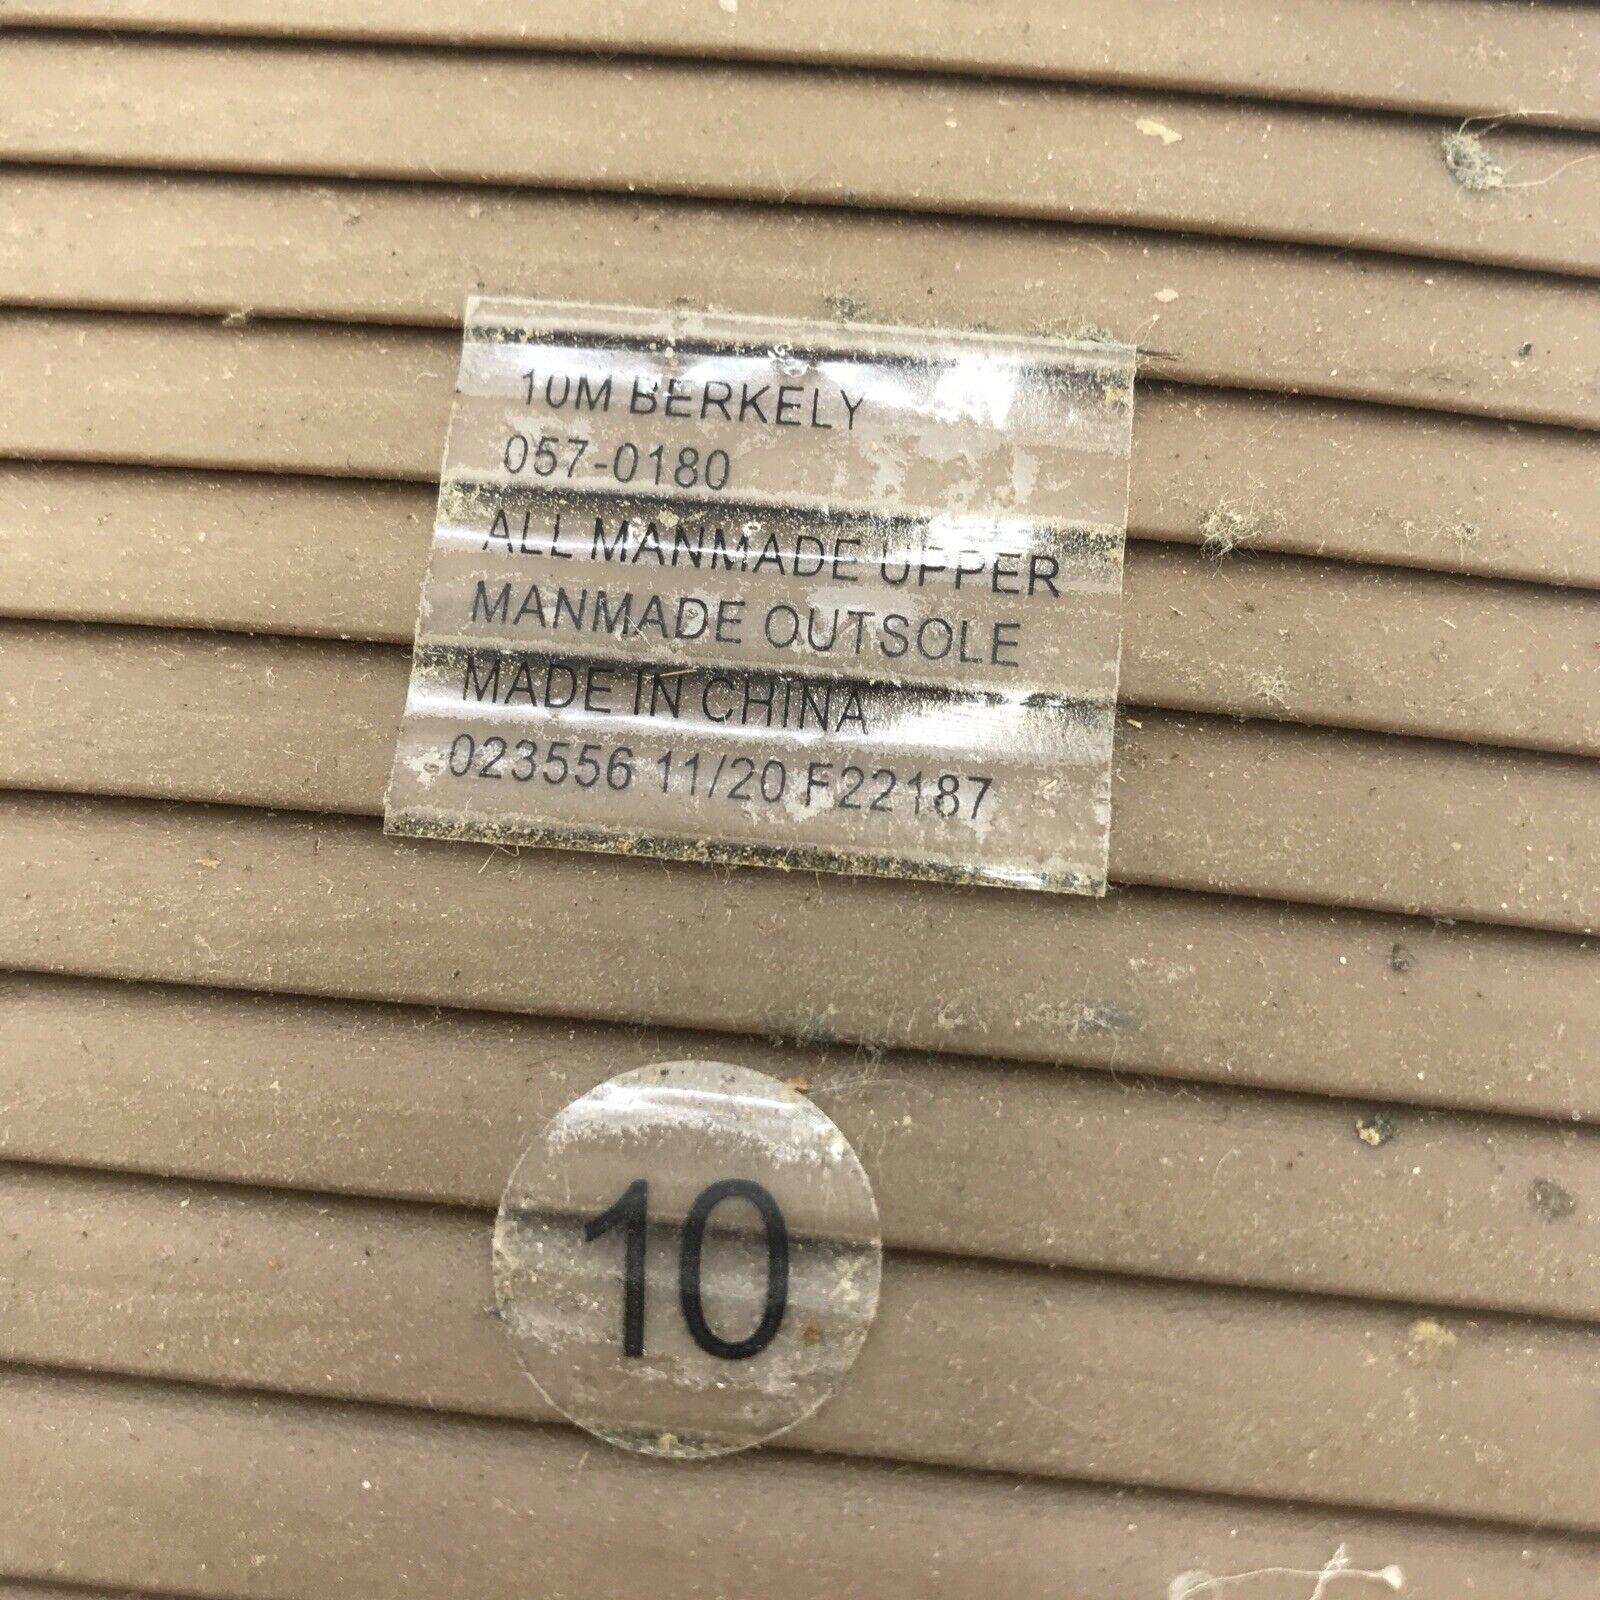 10M BERKELY
057-0180
ALL MANMADE UPPER
MANMADE OUTSOLE
MADE IN CHINA
023556 11/20 F22187
10